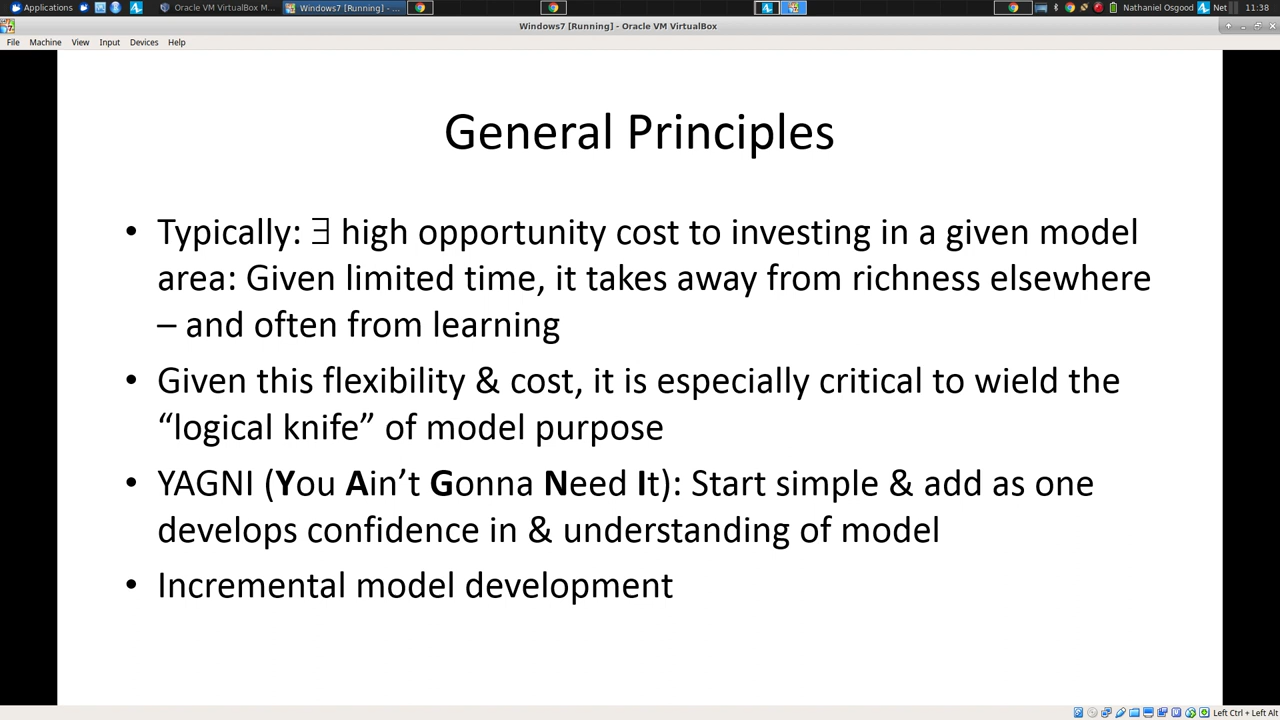 Applications
Oracle VM VirtualBox M...
Windows7 [Running] - ...
Nathaniel Osgood
Net
11:38
Windows7 [Running] - Oracle VM VirtualBox
File Machine View Input Devices Help
General Principles
• Typically: ∃ high opportunity cost to investing in a given model
area: Given limited time, it takes away from richness elsewhere
– and often from learning
• Given this flexibility & cost, it is especially critical to wield the
“logical knife” of model purpose
• YAGNI (You Ain’t Gonna Need It): Start simple & add as one
develops confidence in & understanding of model
• Incremental model development
Left Ctrl + Left Alt